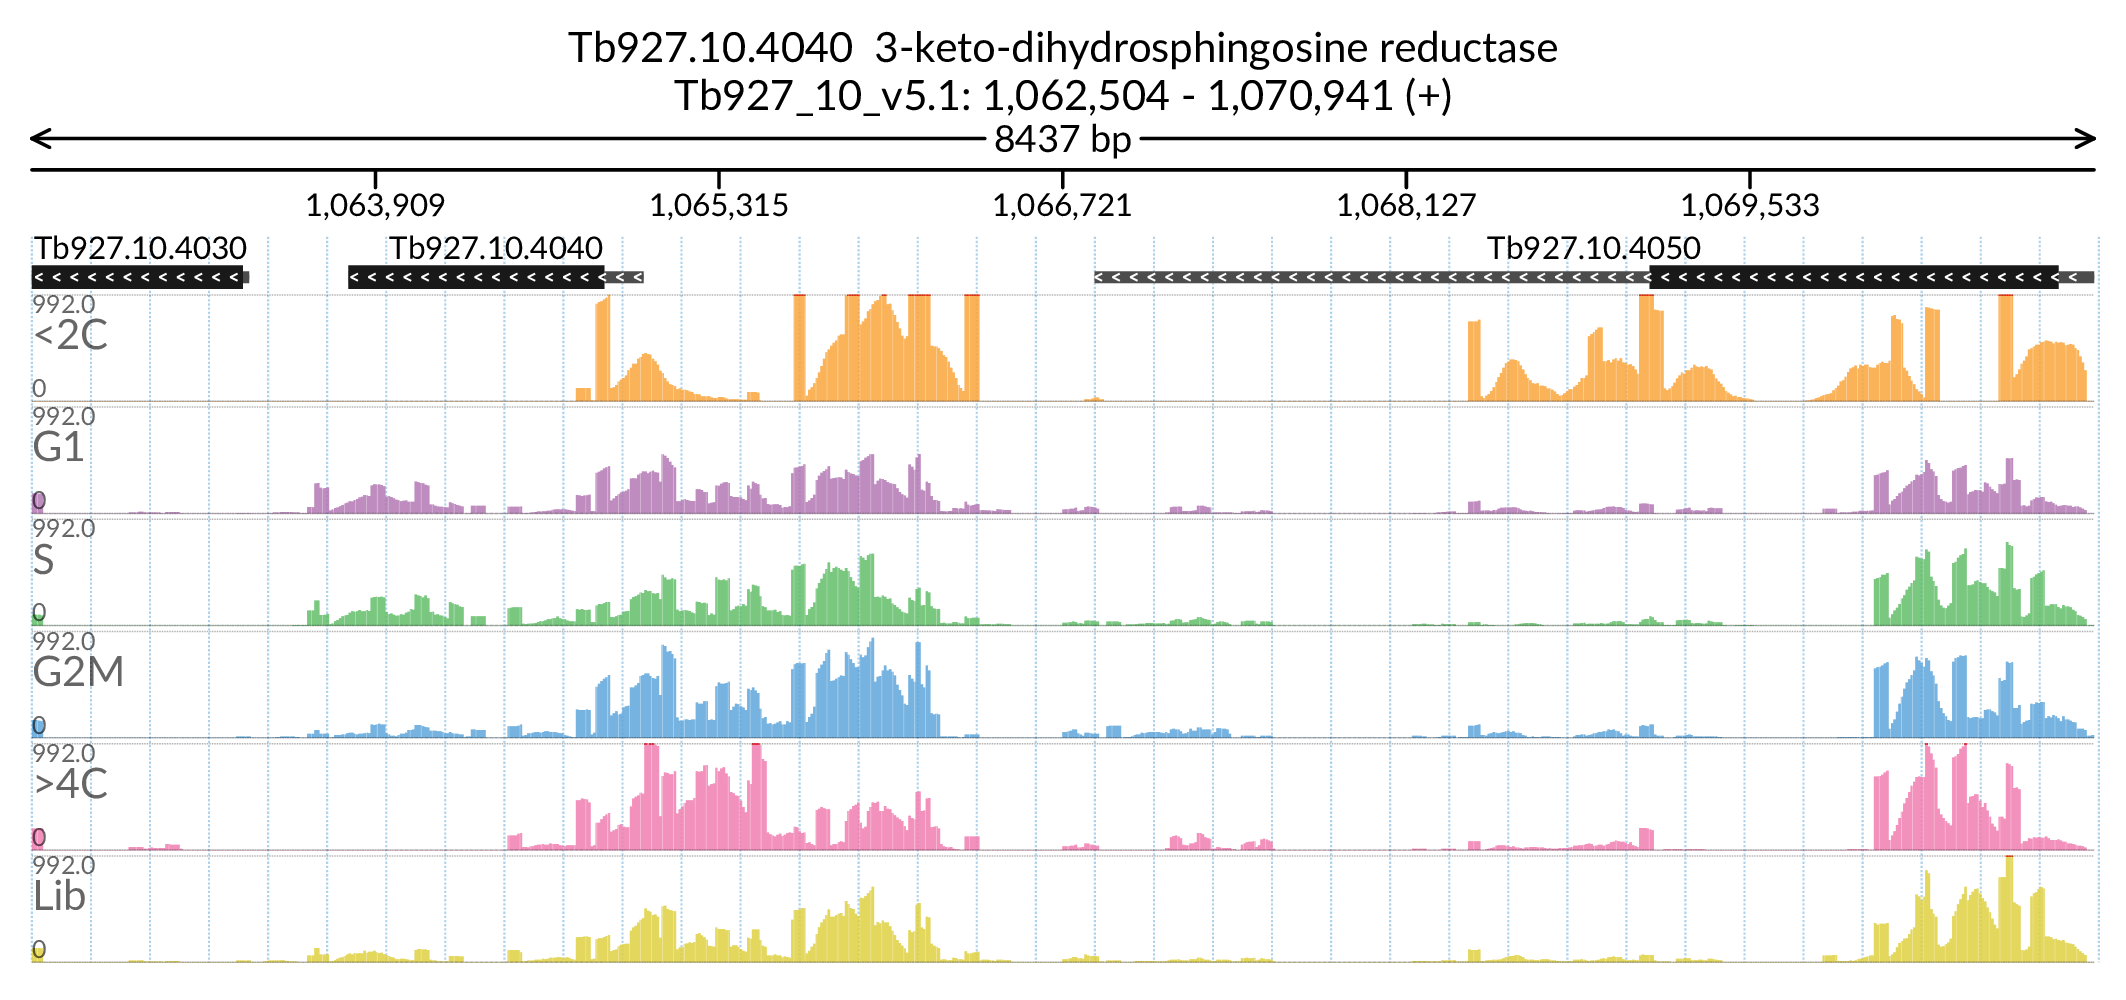 Tb927.10.4040  3-keto-dihydrosphingosine reductase
Tb927_10_v5.1: 1,062,504 - 1,070,941 (+)
8437 bp
1,063,909 1,065,315 1,066,721 1,068,127 1,069,533
Tb927.10.4030 Tb927.10.4040 Tb927.10.4050
992.0
<2C
0
992.0
G1
0
992.0
S
0
992.0
G2M
0
992.0
>4C
0
992.0
Lib
0